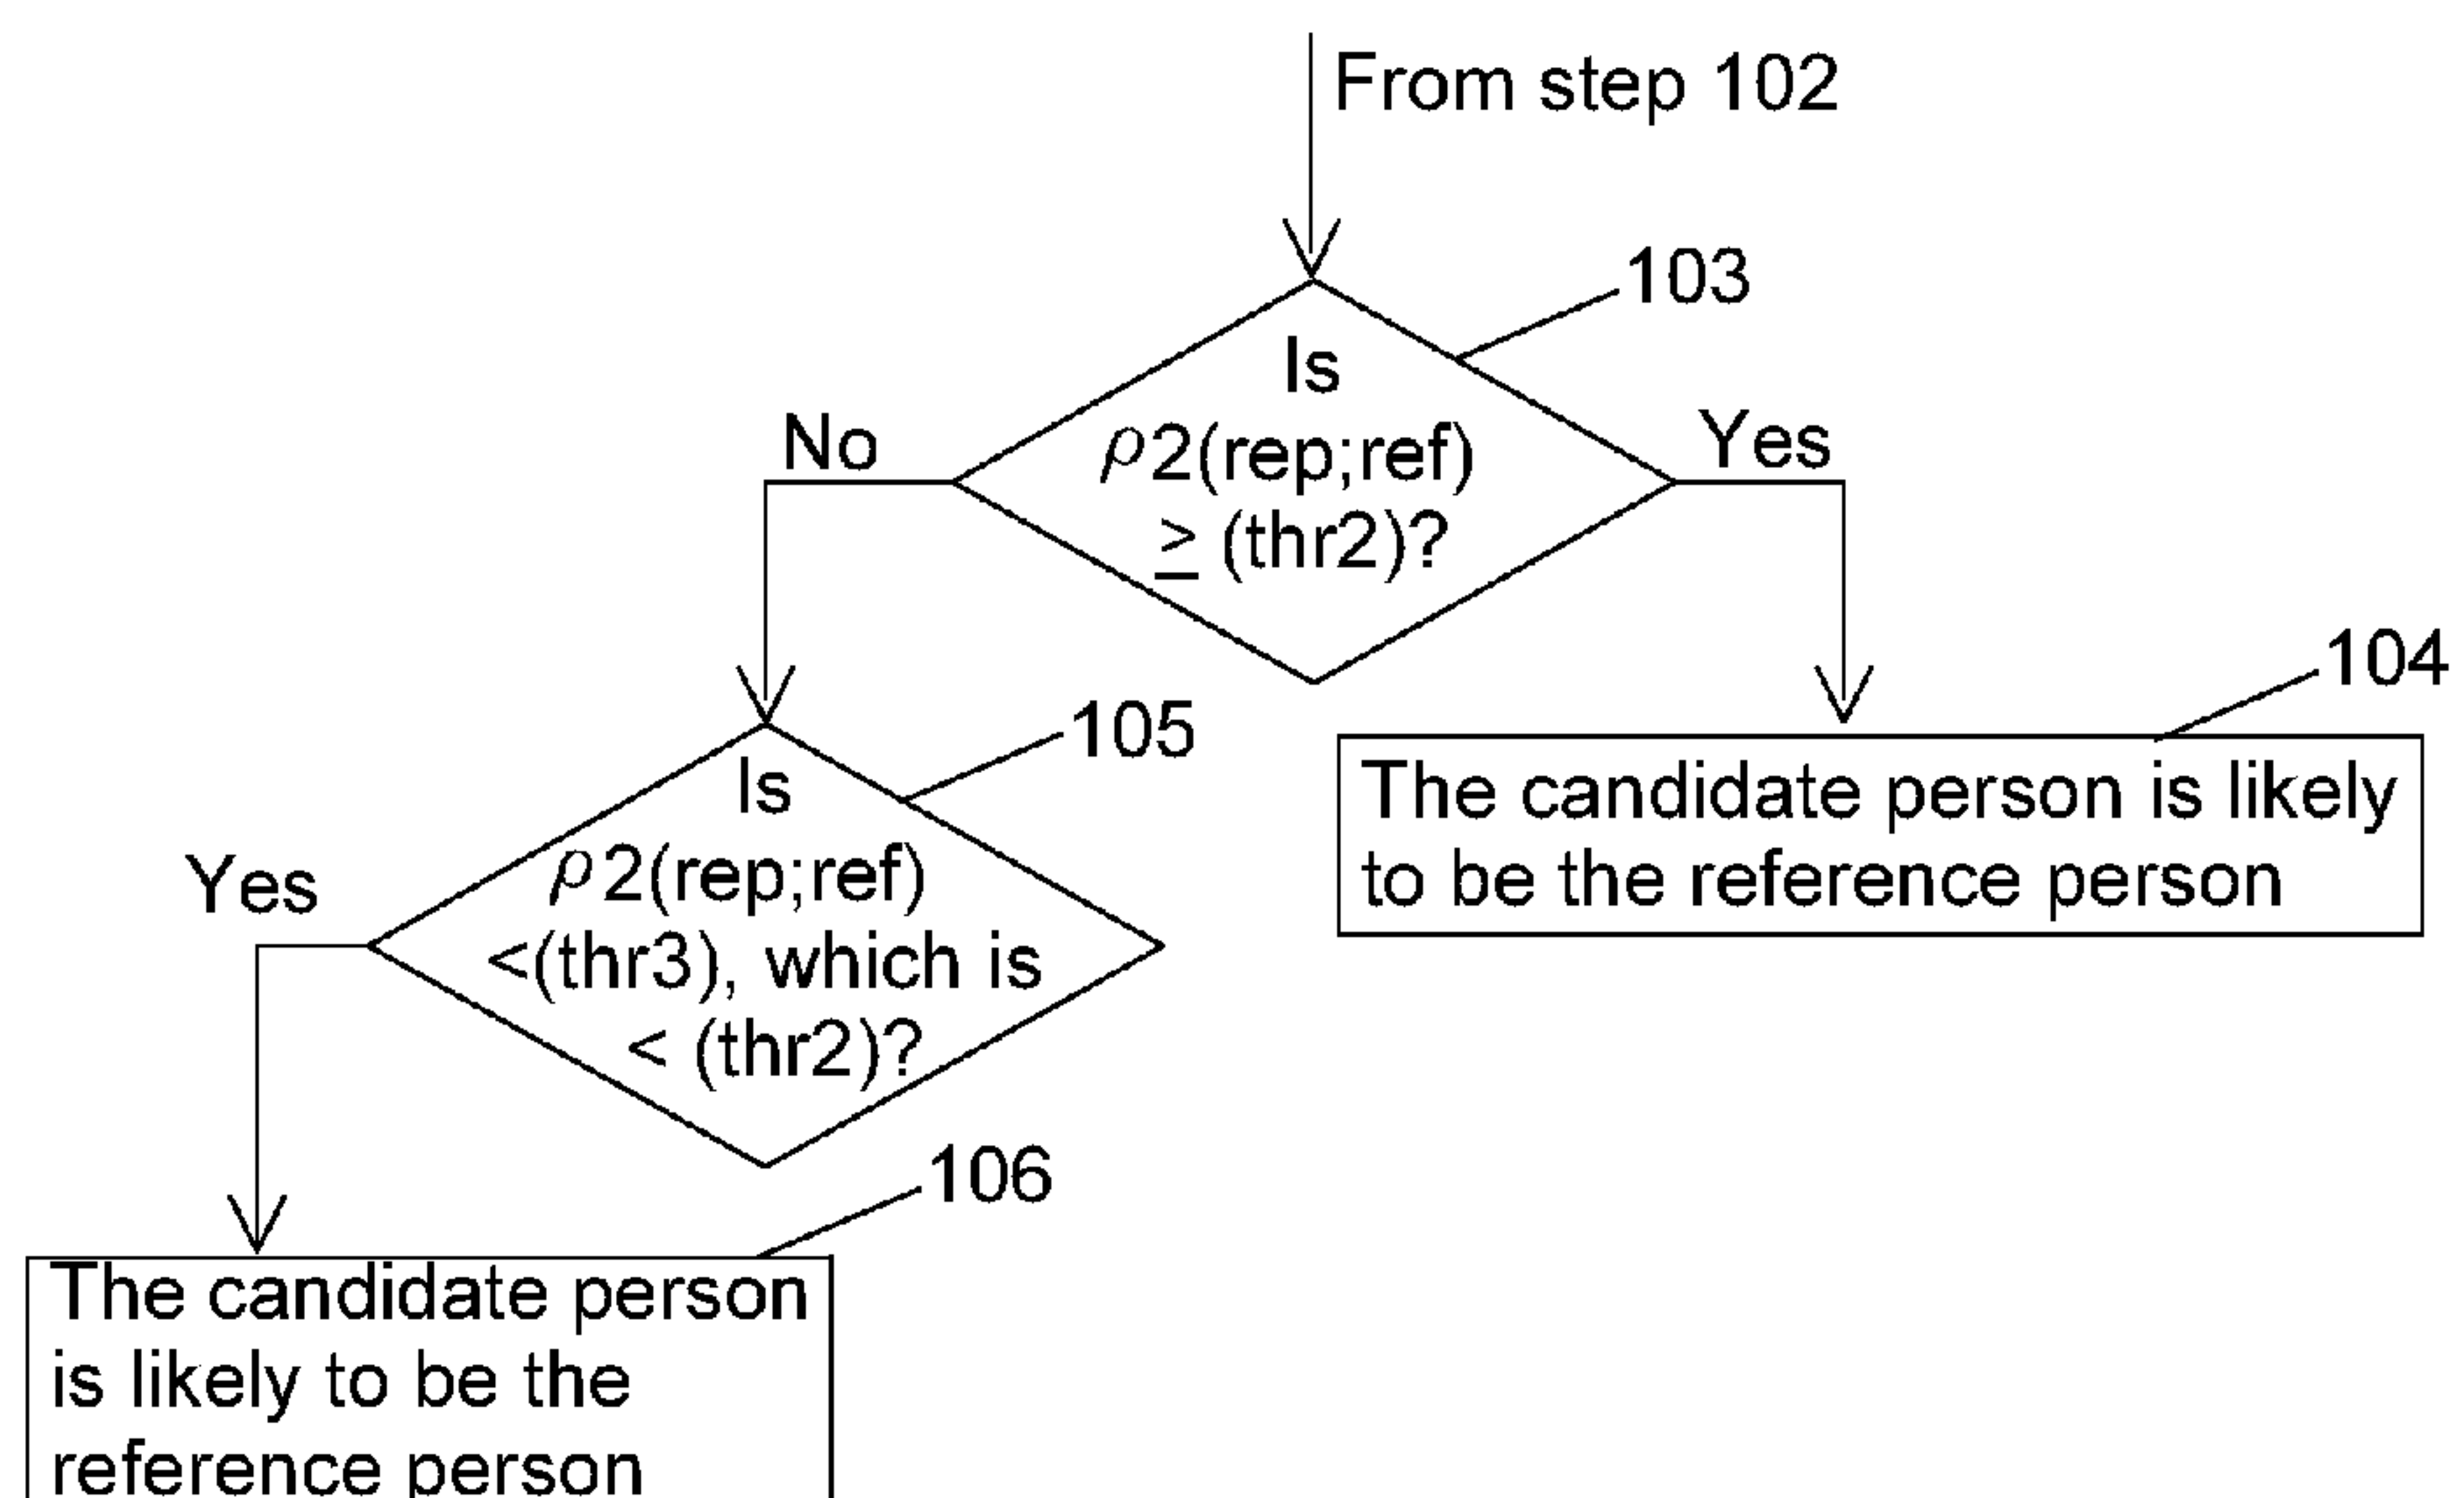 From step 102
103
Is
ρ2(rep;ref)
≥ (thr2)?
No
Yes
104
The candidate person is likely
to be the reference person
105
Is
ρ2(rep;ref)
<(thr3), which is
< (thr2)?
Yes
106
The candidate person
is likely to be the
reference person